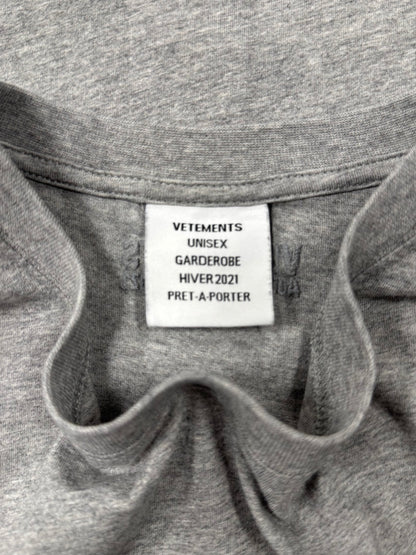 VETEMENTS
UNISEX
GARDEROBE
HIVER 2021
PRET-A-PORTER